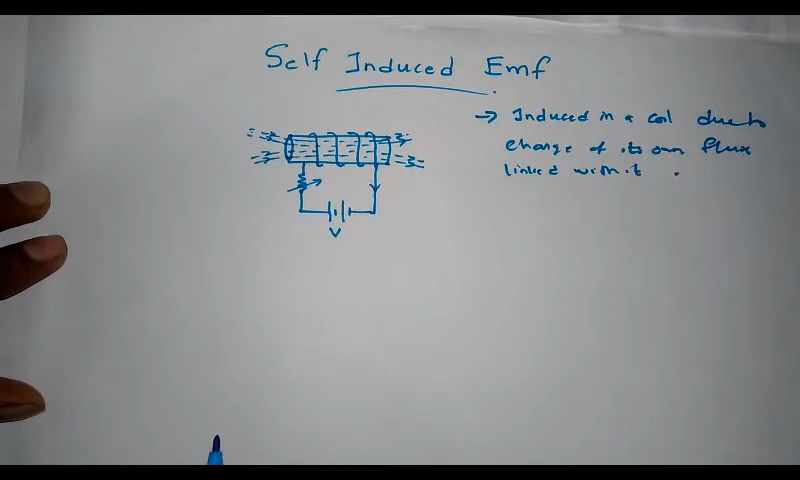 Self Induced Emf
→ Induced in a coil due to
change of its own flux
linked with it .
V